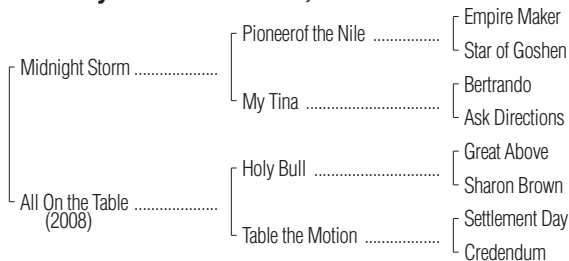 Empire Maker
Pioneerof the Nile ................
Star of Goshen
Midnight Storm ....................
Bertrando
My Tina ...............................
Ask Directions
Great Above
Holy Bull .............................
Sharon Brown
All On the Table ....................
(2008)
Settlement Day
Table the Motion ..................
Credendum